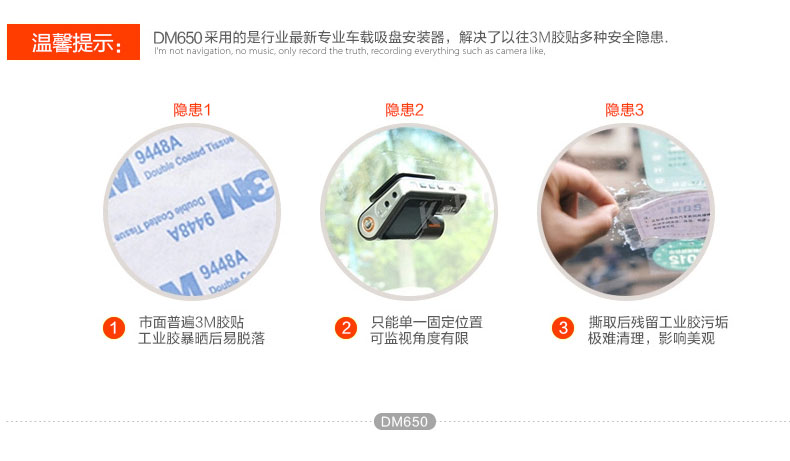 温馨提示：
DM650 采用的是行业最新专业车载吸盘安装器，解决了以往3M胶贴多种安全隐患.
I'm not navigation, no music, only record the truth, recording everything such as camera like,
隐患1
隐患2
隐患3
9448A
Double Coated Tissue
3M
Double Coated Tissue
9448A
9448A
Double Coated
2012
1
市面普遍3M胶贴
工业胶暴晒后易脱落
2
只能单一固定位置
可监视角度有限
3
撕取后残留工业胶污垢
极难清理，影响美观
DM650